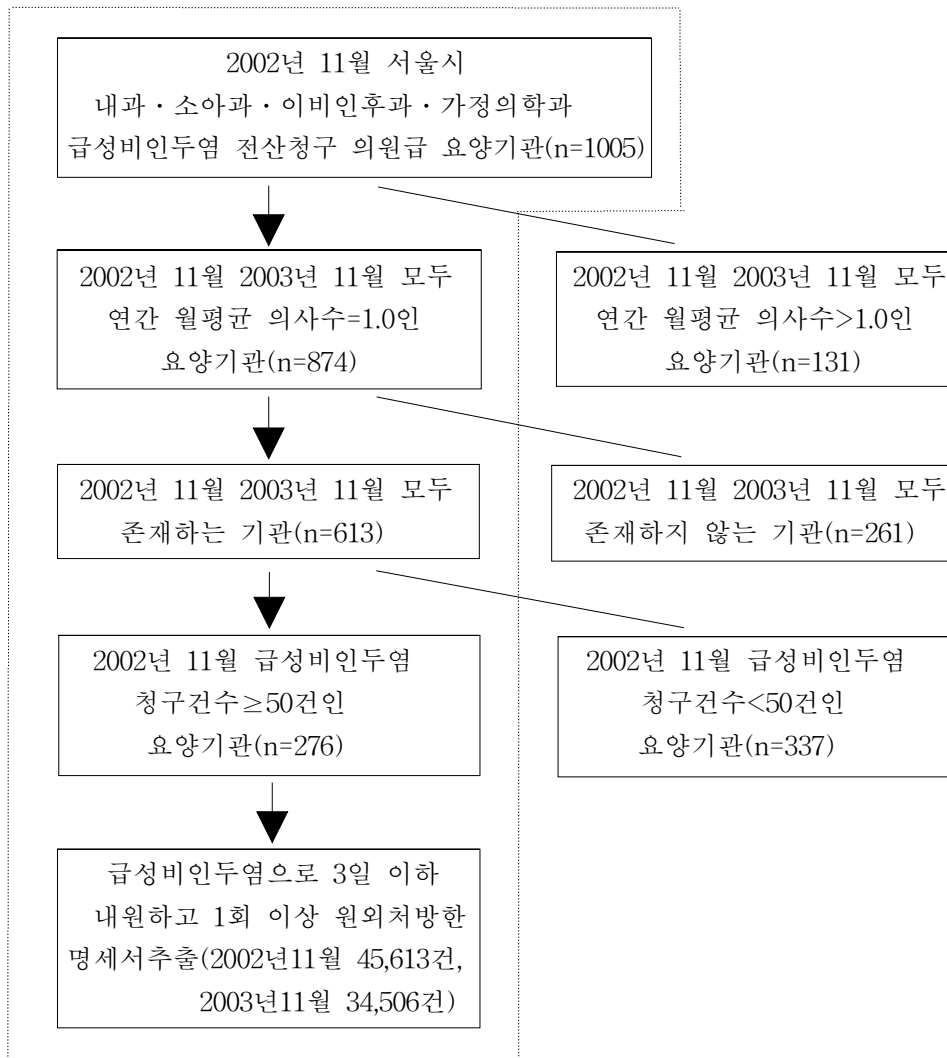 2002년 11월 서울시
내과・소아과・이비인후과・가정의학과
급성비인두염 전산청구 의원급 요양기관(n=1005)
2002년 11월 2003년 11월 모두
연간 월평균 의사수=1.0인
요양기관(n=874)
2002년 11월 2003년 11월 모두
연간 월평균 의사수>1.0인
요양기관(n=131)
2002년 11월 2003년 11월 모두
존재하는 기관(n=613)
2002년 11월 2003년 11월 모두
존재하지 않는 기관(n=261)
2002년 11월 급성비인두염
청구건수≥50건인
요양기관(n=276)
2002년 11월 급성비인두염
청구건수<50건인
요양기관(n=337)
급성비인두염으로 3일 이하
내원하고 1회 이상 원외처방한
명세서추출(2002년11월 45,613건,
2003년11월 34,506건)